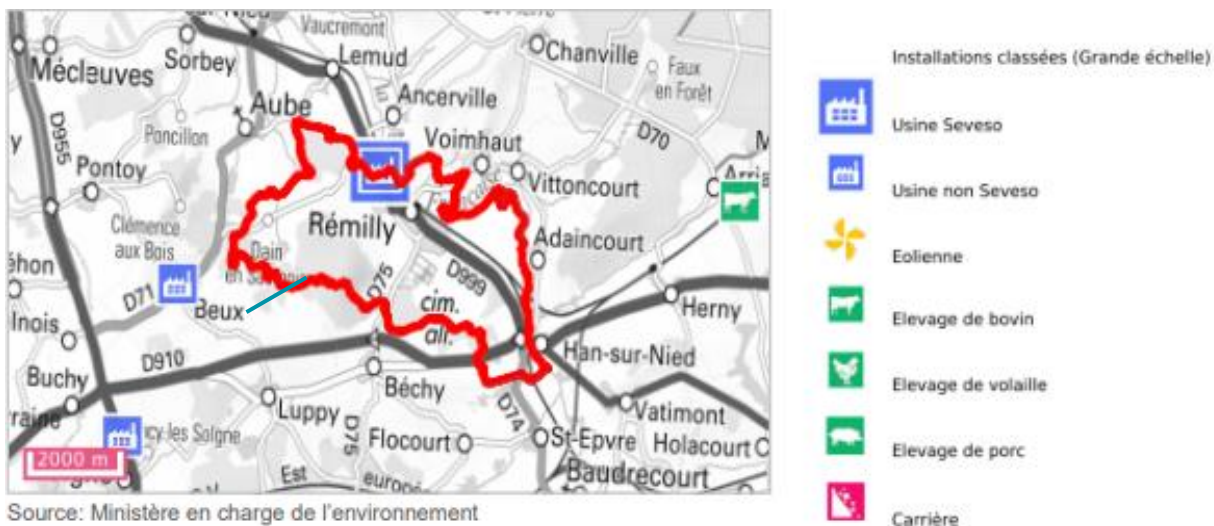 Vaucremont
Sorbey
Lemud
Chanville
Mécleuves
Faux
en Forêt
Ancerville
Aube
Poncillon
D955
D70
Voimhaut
Pontoy
Vittoncourt
Clémence
aux Bois
Rémilly
Adaincourt
Dain
D75
D999
D71
Beux
cim.
all.
Herny
D910
Han-sur-Nied
Buchy
Béchy
Luppy
D74
Vatimont
D75
Flocourt
St-Epvre
Holacourt
2000 m
Est
Baudrecourt
Source: Ministère en charge de l'environnement
Installations classées (Grande échelle)
Usine Seveso
Usine non Seveso
Eolienne
Elevage de bovin
Elevage de volaille
Elevage de porc
Carrière